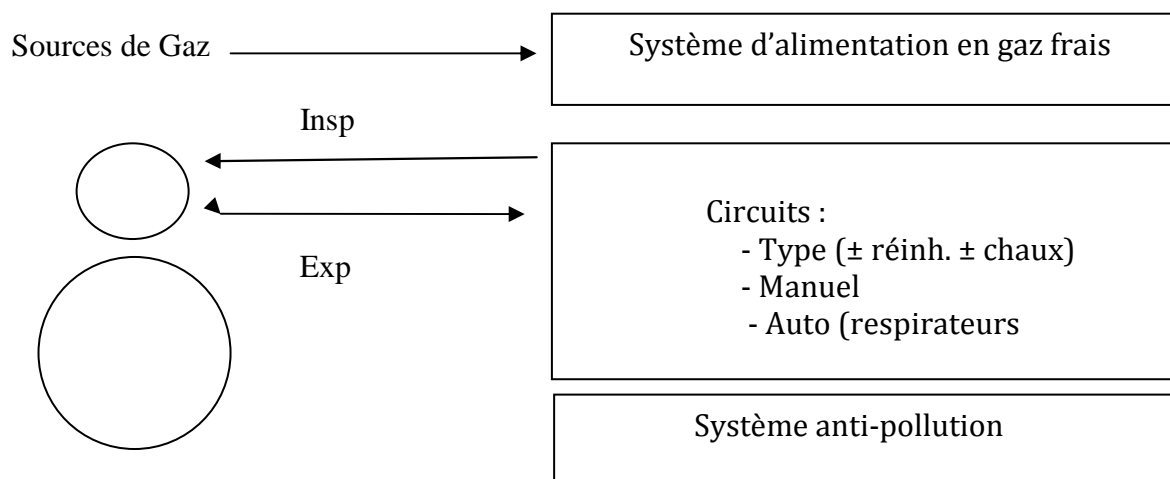 Sources de Gaz
Système d’alimentation en gaz frais
Insp
Exp
Circuits :
- Type (± réinh. ± chaux)
- Manuel
- Auto (respirateurs
Système anti-pollution